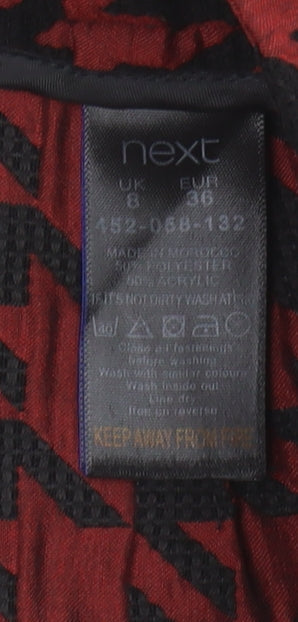 next
UK EUR
8 36
452-058-132
MADE IN MOROCCO
50% POLYESTER
50% ACRYLIC
IF IT'S NOT DIRTY WASH AT
40
Close all fastenings
before washing
Wash with similar colours
Wash inside out
Line dry
Iron on reverse
KEEP AWAY FROM FIRE